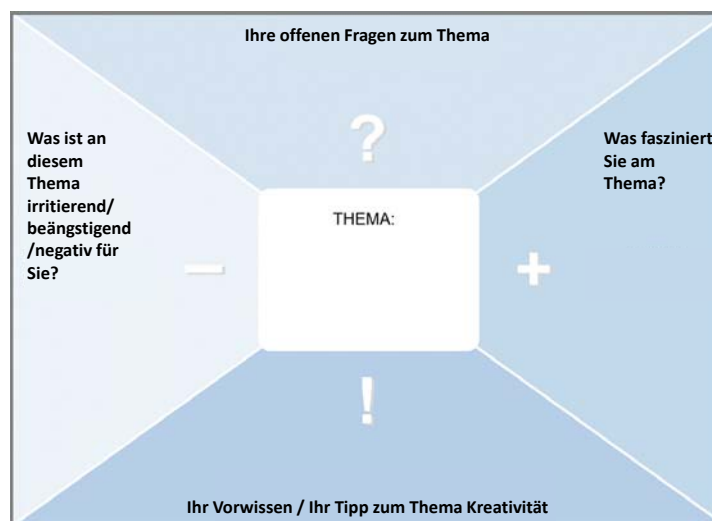 Ihre offenen Fragen zum Thema
?
Was ist an
diesem
Thema
irritierend/
beängstigend
/negativ für
Sie?
Was fasziniert
Sie am
Thema?
THEMA:
–
+
!
Ihr Vorwissen / Ihr Tipp zum Thema Kreativität